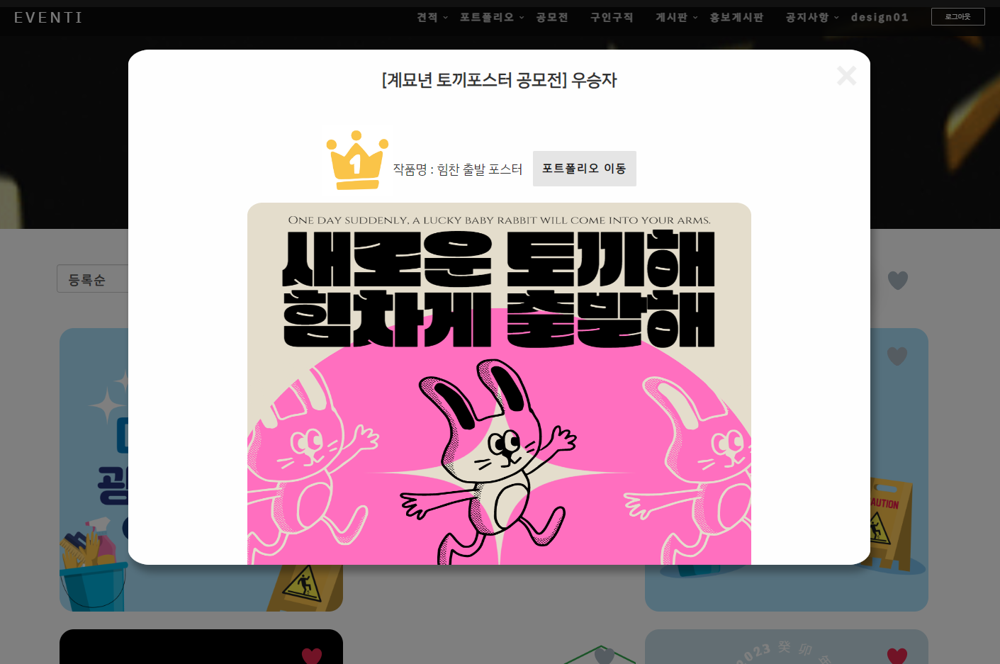 EVENTI
견적 포트폴리오 공모전 구인구직 게시판 홍보게시판 공지사항 design01 로그아웃
[계묘년 토끼포스터 공모전] 우승자
1
작품명 : 힘찬 출발 포스터
포트폴리오 이동
ONE DAY SUDDENLY, A LUCKY BABY RABBIT WILL COME INTO YOUR ARMS.
새로운 토끼해
힘차게 출발해
등록순
2023 癸卯年